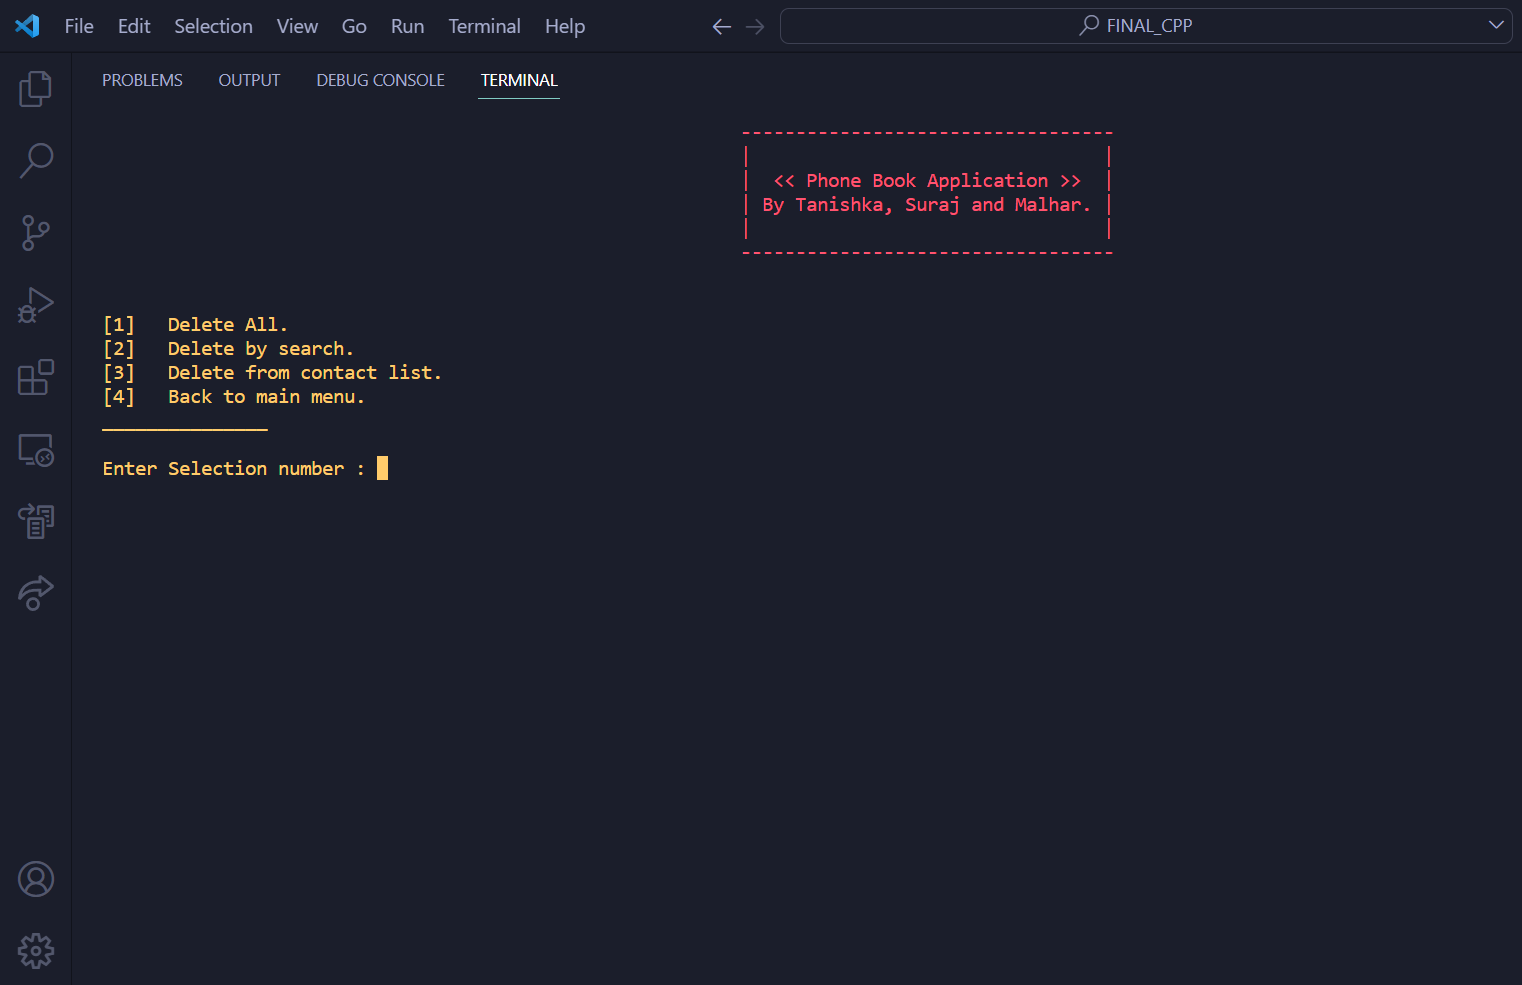 File Edit Selection View Go Run Terminal Help FINAL_CPP
PROBLEMS OUTPUT DEBUG CONSOLE TERMINAL
----------------------------------
| |
| << Phone Book Application >> |
| By Tanishka, Suraj and Malhar. |
| |
----------------------------------
[1] Delete All.
[2] Delete by search.
[3] Delete from contact list.
[4] Back to main menu.
_______________
Enter Selection number :